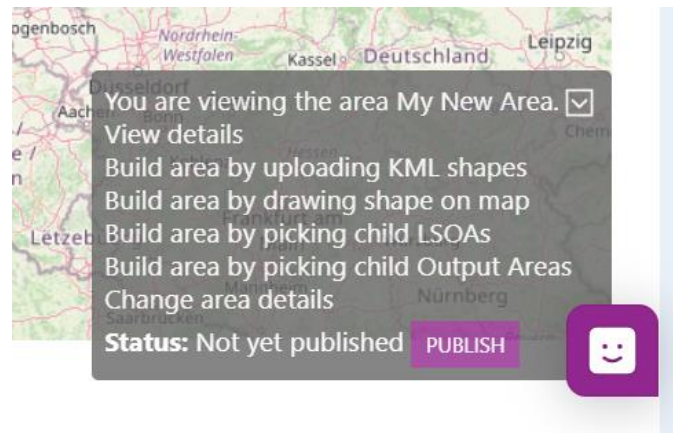 ogenbosch
Nordrhein-
Westfalen
Kassel
Deutschland
Leipzig
Düsseldorf
Aachen
Bonn
Chem
You are viewing the area My New Area.
View details
Build area by uploading KML shapes
Build area by drawing shape on map
Build area by picking child LSOAs
Build area by picking child Output Areas
Change area details
Status: Not yet published PUBLISH
Hessen
Frankfurt am
Main
Letzeb
Mannheim
Nürnberg
Saarbrücken